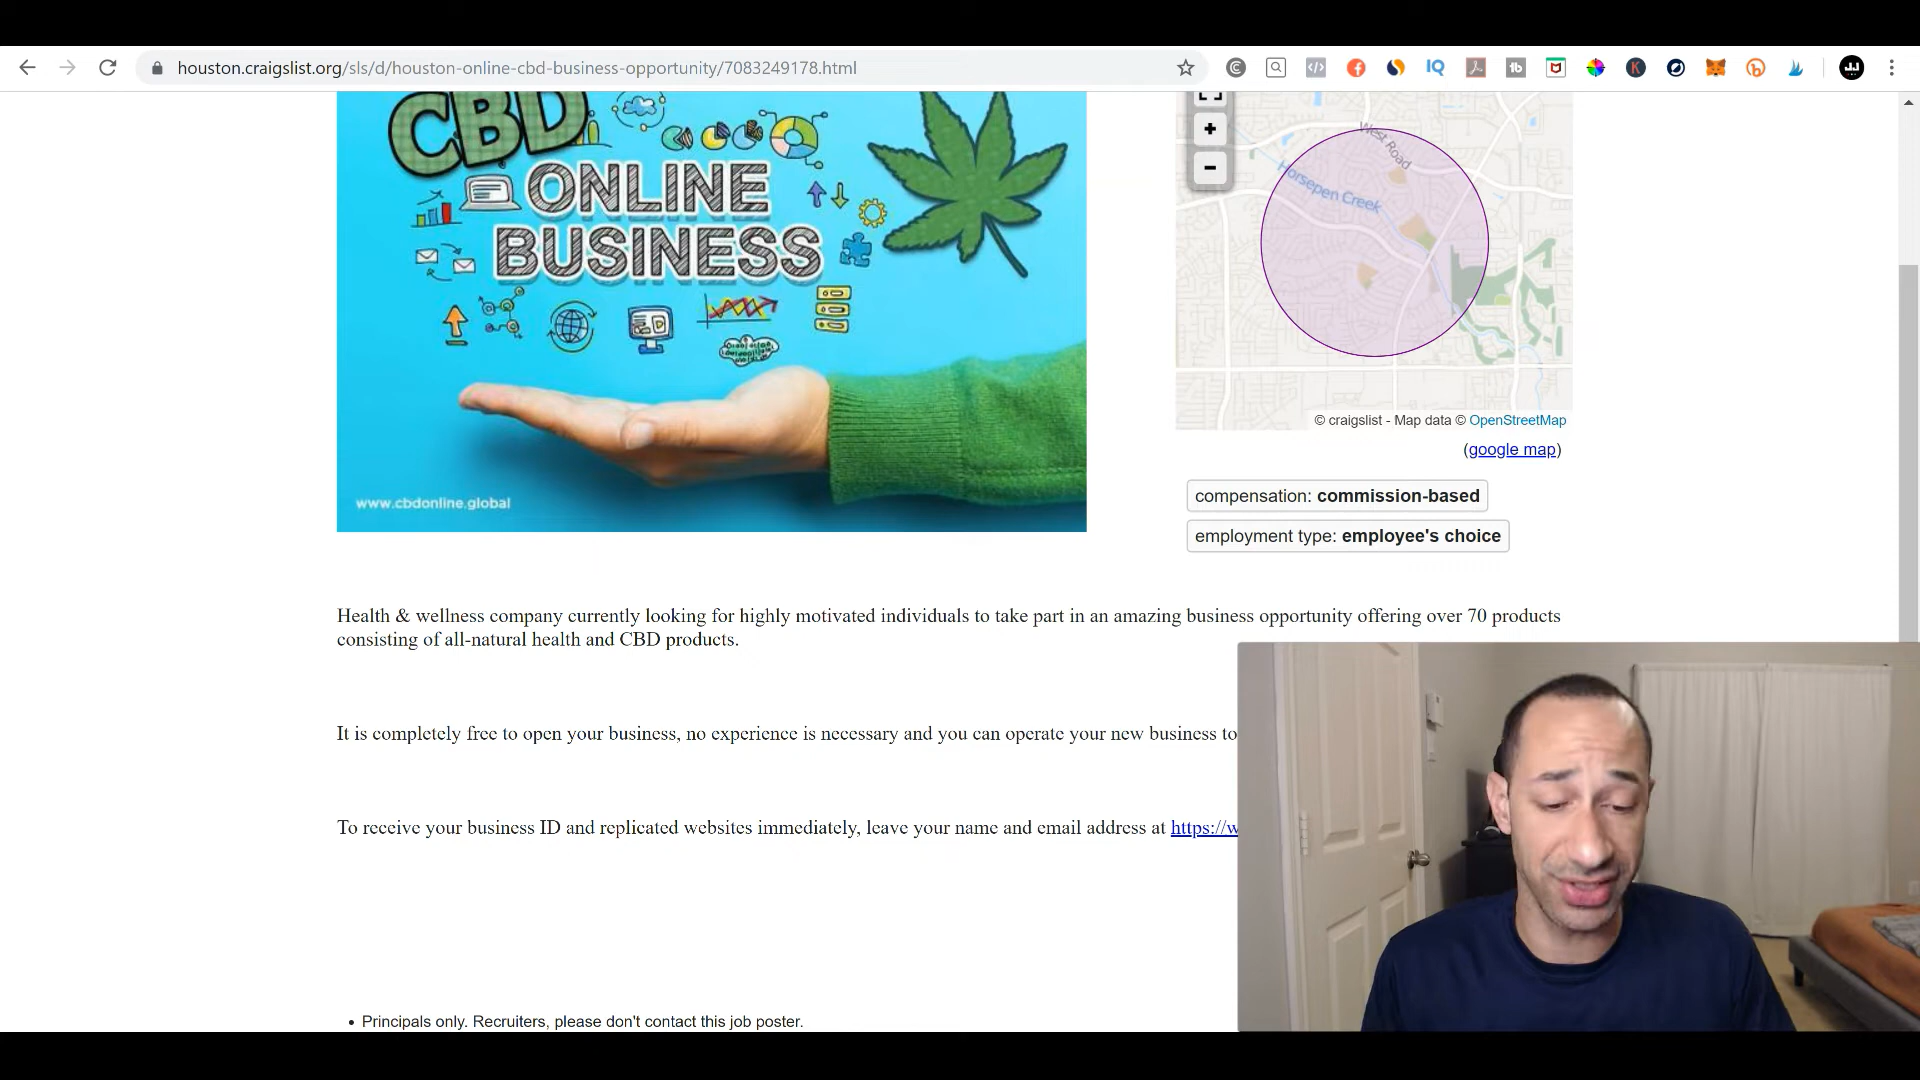 houston.craigslist.org/sls/d/houston-online-cbd-business-opportunity/7083249178.html
CBD
ONLINE
BUSINESS
www.cbdonline.global
West Road
Horsepen Creek
+
−
© craigslist - Map data © OpenStreetMap
(google map)
compensation: commission-based
employment type: employee's choice
Health & wellness company currently looking for highly motivated individuals to take part in an amazing business opportunity offering over 70 products
consisting of all-natural health and CBD products.
It is completely free to open your business, no experience is necessary and you can operate your new business to
To receive your business ID and replicated websites immediately, leave your name and email address at https://w
• Principals only. Recruiters, please don't contact this job poster.